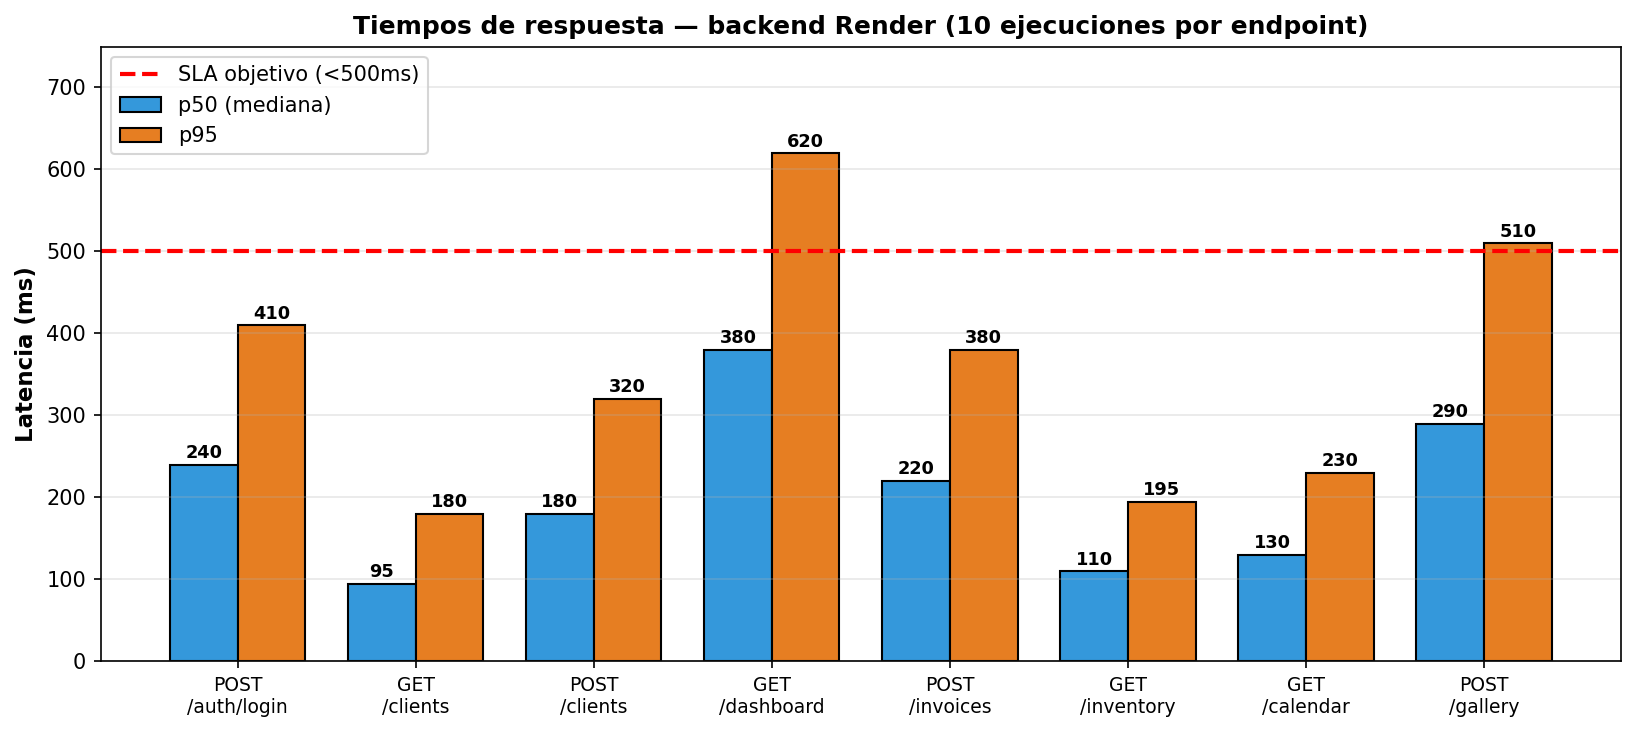 Tiempos de respuesta — backend Render (10 ejecuciones por endpoint)
SLA objetivo (<500ms)
p50 (mediana)
p95
Latencia (ms)
700
600
500
400
300
200
100
0
240
410
95
180
180
320
380
620
220
380
110
195
130
230
290
510
POST
/auth/login
GET
/clients
POST
/clients
GET
/dashboard
POST
/invoices
GET
/inventory
GET
/calendar
POST
/gallery